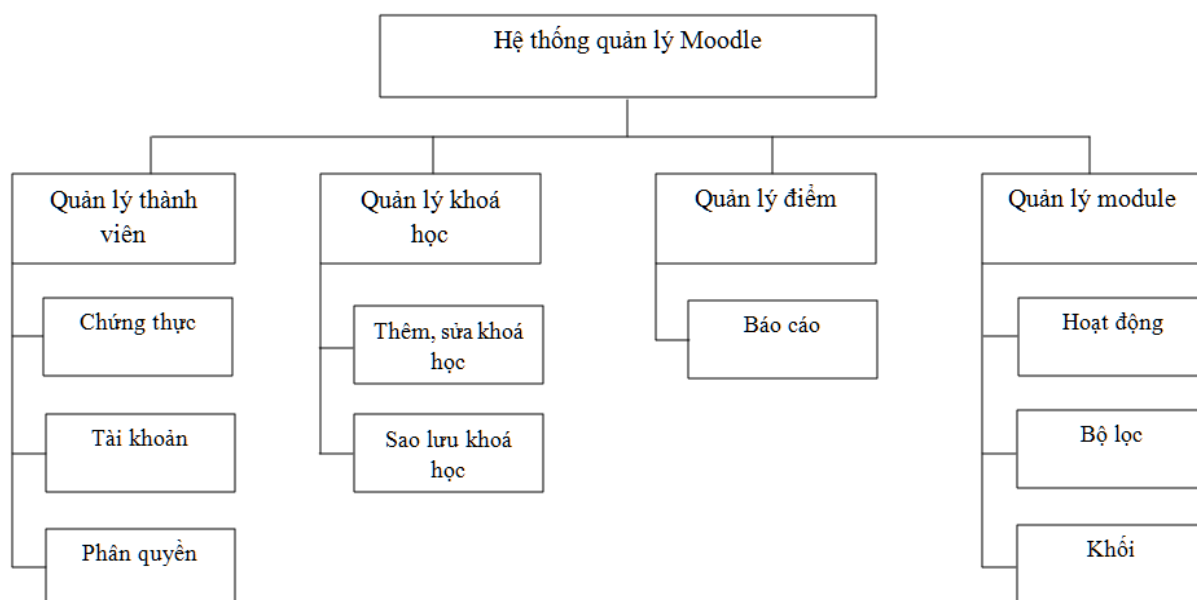 Hệ thống quản lý Moodle
Quản lý thành
viên
Quản lý khoá
học
Quản lý điểm
Quản lý module
Chứng thực
Tài khoản
Phân quyền
Thêm, sửa khoá
học
Sao lưu khoá
học
Báo cáo
Hoạt động
Bộ lọc
Khối